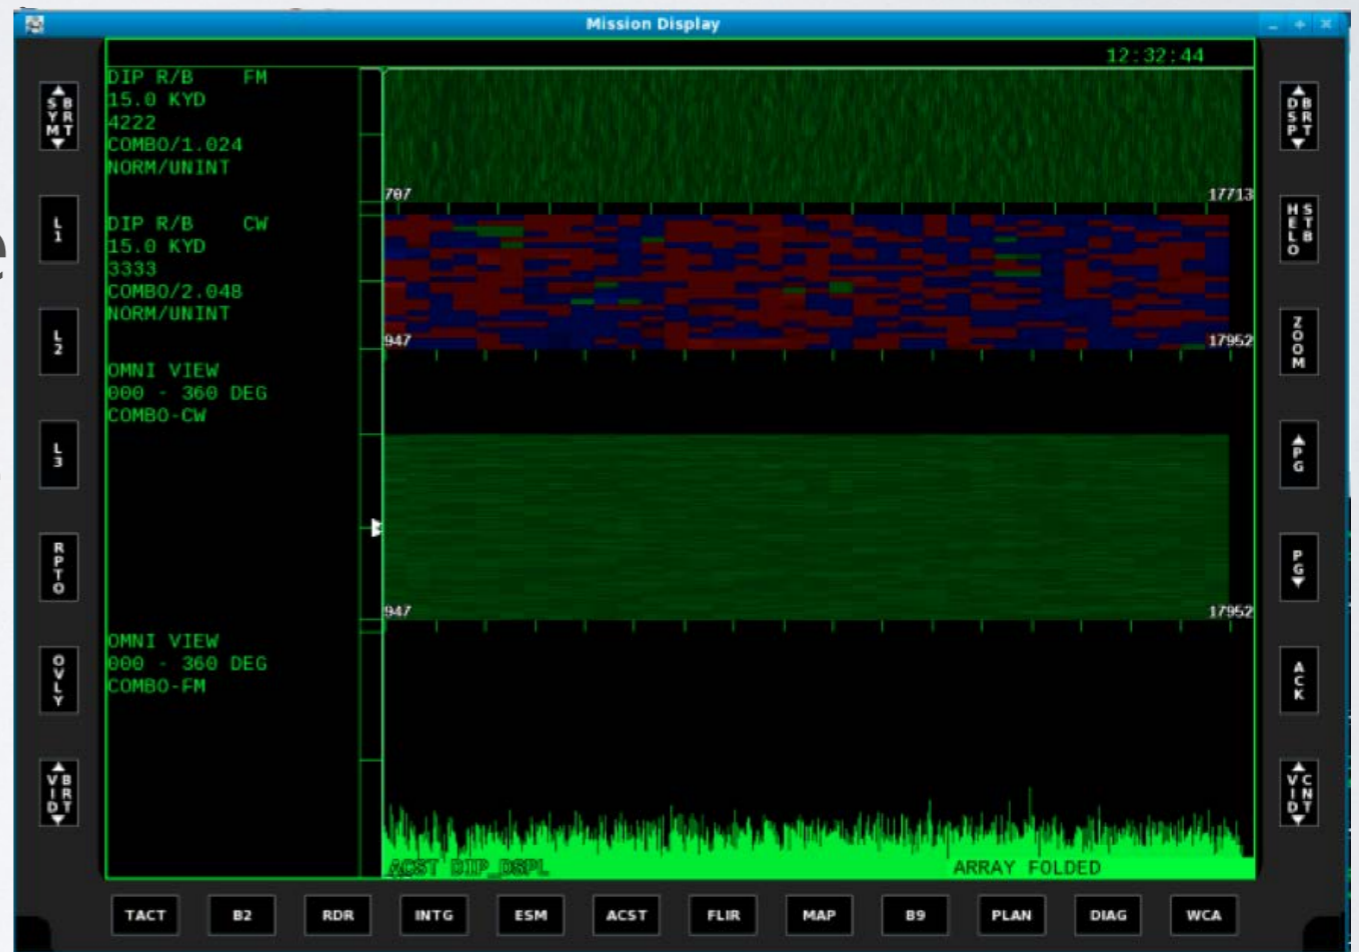 Mission Display
12:32:44
DIP R/B FM
15.0 KYD
4222
COMBO/1.024
NORM/UNINT
707 17713
DIP R/B CW
15.0 KYD
3333
COMBO/2.048
NORM/UNINT
947 17952
OMNI VIEW
000 - 360 DEG
COMBO-CW
947 17952
OMNI VIEW
000 - 360 DEG
COMBO-FM
ACST DIP_DSPL ARRAY FOLDED
SYMT BRT
L1
L2
L3
RPTO
OVLY
VID BRT
DSPT BRT
HELO STB
ZOOM
PG
PG
ACK
VID CNT
TACT B2 RDR INTG ESM ACST FLIR MAP B9 PLAN DIAG WCA
e